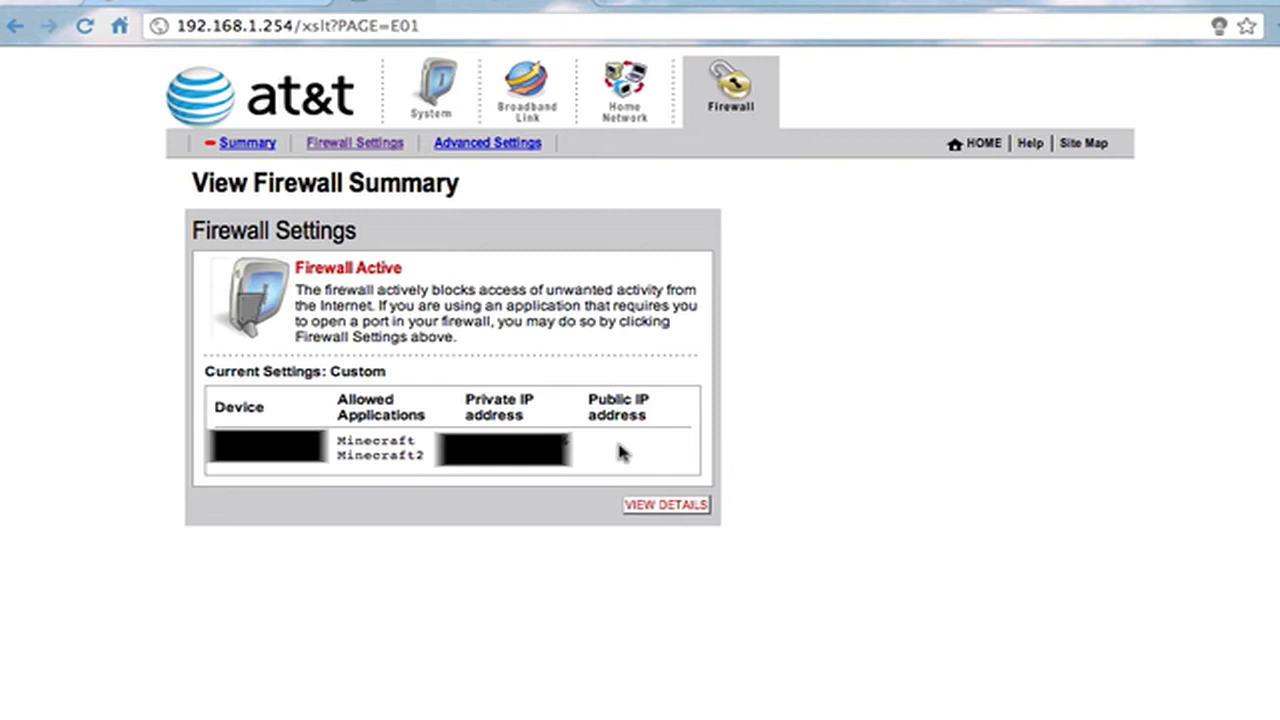 192.168.1.254/xslt?PAGE=E01
at&t
System
Broadband
Link
Home
Network
Firewall
Summary
Firewall Settings
Advanced Settings
HOME
Help
Site Map
View Firewall Summary
Firewall Settings
Firewall Active
The firewall actively blocks access of unwanted activity from
the Internet. If you are using an application that requires you
to open a port in your firewall, you may do so by clicking
Firewall Settings above.
Current Settings: Custom
Device
Allowed
Applications
Private IP
address
Public IP
address
Minecraft
Minecraft2
VIEW DETAILS